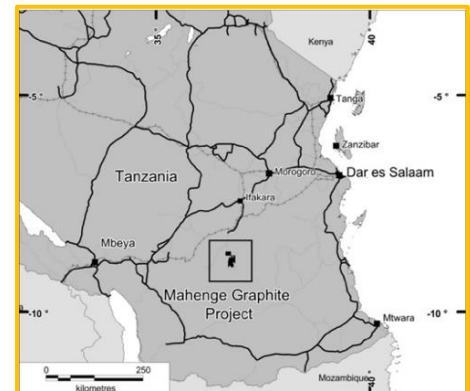 35
40
Kenya
-5
Tanga
-5
Zanzibar
Morogoro
Dar es Salaam
Tanzania
Ifakara
Mbeya
Mahenge Graphite
Project
-10
-10
Mtwara
0
250
kilometres
Mozambique
40